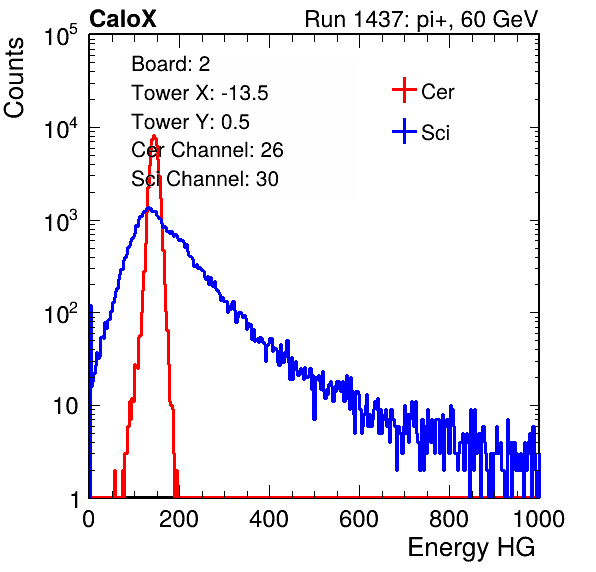 CaloX Run 1437: pi+, 60 GeV
Counts
10^5
10^4
10^3
10^2
10
1
Board: 2
Tower X: -13.5
Tower Y: 0.5
Cer Channel: 26
Sci Channel: 30
Cer
Sci
0 200 400 600 800 1000
Energy HG